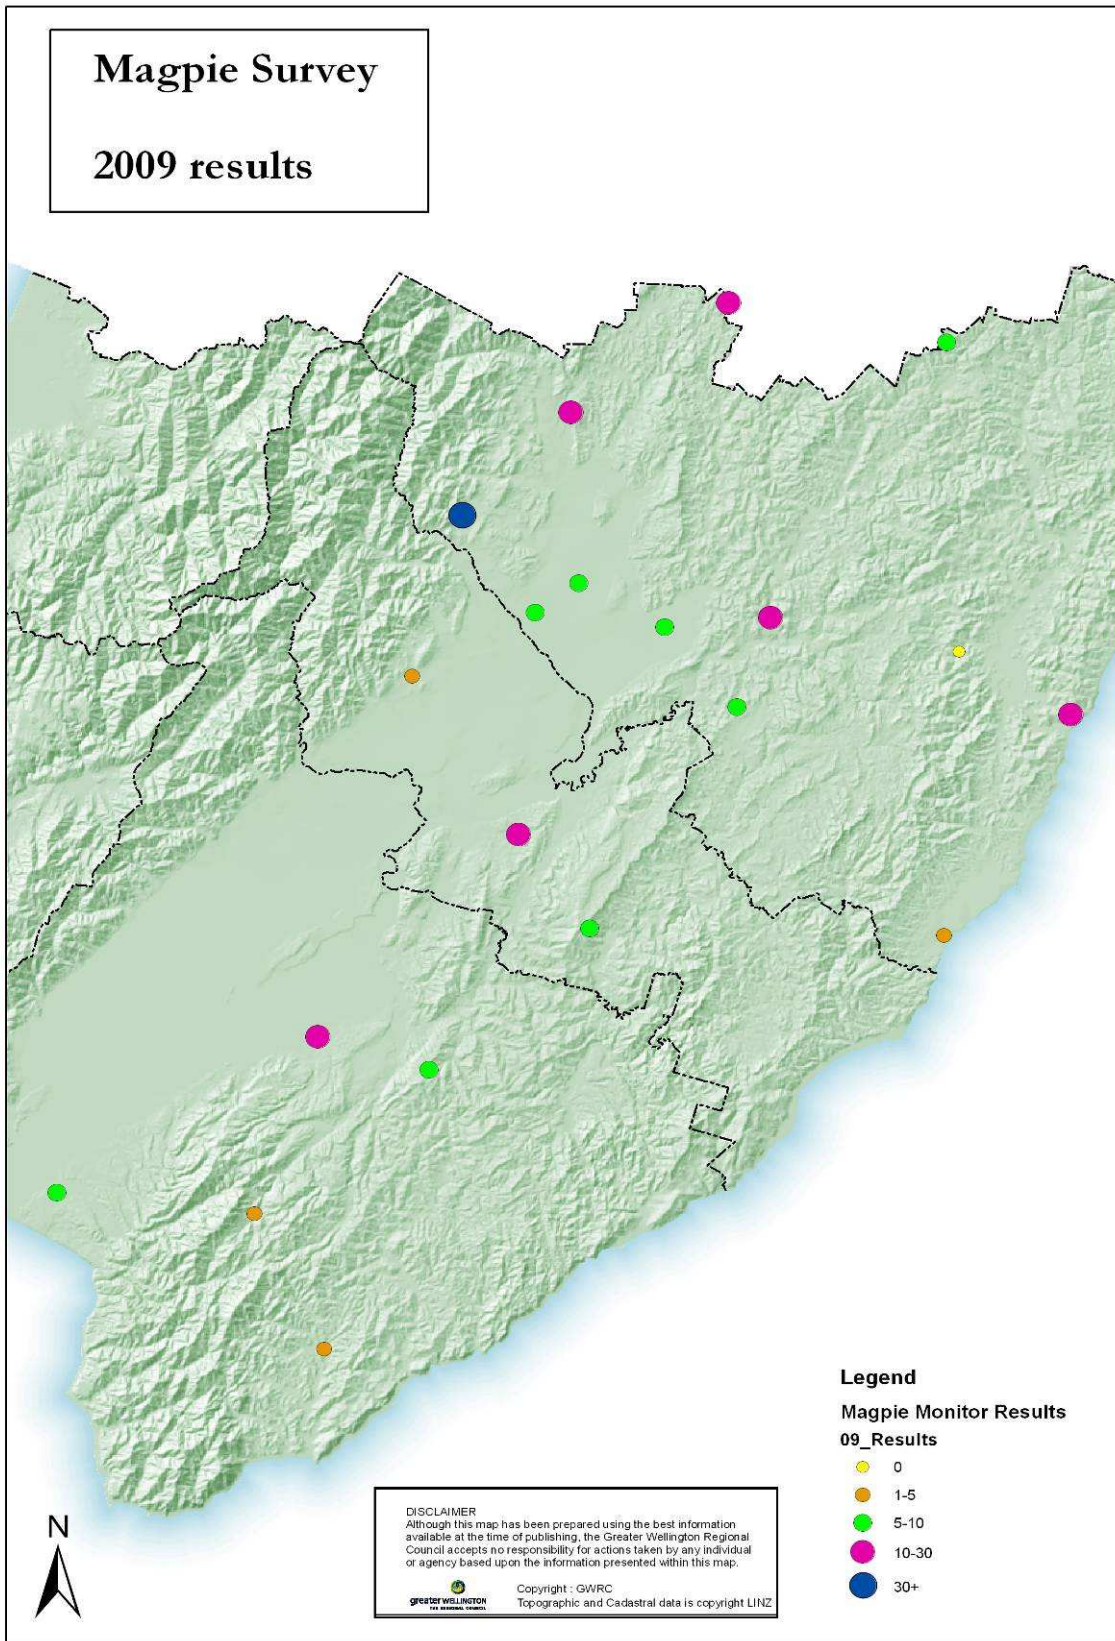 Magpie Survey
2009 results
Legend
Magpie Monitor Results
09_Results
0
1-5
5-10
10-30
30+
N
DISCLAIMER
Although this map has been prepared using the best information
available at the time of publishing, the Greater Wellington Regional
Council accepts no responsibility for actions taken by any individual
or agency based upon the information presented within this map.
greater WELLINGTON
THE REGIONAL COUNCIL
Copyright : GWRC
Topographic and Cadastral data is copyright LINZ